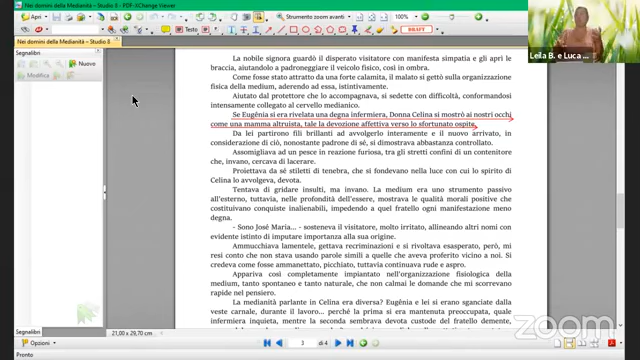 Nei domini della Medianità – Studio 8 - PDF-XChange Viewer
Apri
Strumento zoom avanti
100%
Testo
Nei domini della Medianità – Studio 8
Segnalibri
Nuovo
Modifica
La nobile signora guardò il disperato visitatore con manifesta simpatia e gli aprì le
braccia, aiutandolo a padroneggiare il veicolo fisico, così in ombra.
Come fosse stato attratto da una forte calamita, il malato si gettò sulla organizzazione
fisica della medium, aderendo ad essa, istintivamente.
Aiutato dal protettore che lo accompagnava, si sedette con difficoltà, conformandosi
intensamente collegato al cervello medianico.
Se Eugênia si era rivelata una degna infermiera, Donna Celina si mostrò ai nostri occhi
come una mamma altruista, tale la devozione affettiva verso lo sfortunato ospite.
Da lei partirono fili brillanti ad avvolgerlo interamente e il nuovo arrivato, in
considerazione di ciò, nonostante padrone di sé, si dimostrava abbastanza controllato.
Assomigliava ad un pesce in reazione furiosa, tra gli stretti confini di un contenitore
che, invano, cercava di lacerare.
Proiettava da sé stiletti di tenebra, che si fondevano nella luce con cui lo spirito di
Celina lo avvolgeva, devota.
Tentava di gridare insulti, ma invano. La medium era uno strumento passivo
all'esterno, tuttavia, nelle profondità dell'essere, mostrava le qualità morali positive che
costituivano conquiste inalienabili, impedendo a quel fratello ogni manifestazione meno
degna.
- Sono José Maria... - sosteneva il visitatore, molto irritato, allineando altri nomi con
evidente istinto di imputare importanza alla sua origine.
Ammucchiava lamentele, gettava recriminazioni e si rivoltava esasperato, però, mi
resi conto che non stava usando parole simili a quelle che aveva proferito vicino a noi. Si
credeva come fosse ammanettato, picchiato, tuttavia continuava rude e aspro.
Appariva così completamente impiantato nell'organizzazione fisiologica della
medium, tanto spontaneo e tanto naturale, che non calmai le domande che mi scorrevano
rapide nel pensiero.
La medianità parlante in Celina era diversa? Eugênia e lei si erano sganciate dalla
veste carnale, durante il lavoro... perché la prima si era mantenuta preoccupata, quale
infermiera inquieta, mentre la seconda sembrava devota custode del fratello demente,
Segnalibri
21,00 x 29,70 cm
Opzioni
3
di 4
Pronto
Leila B. e Luca
zoom